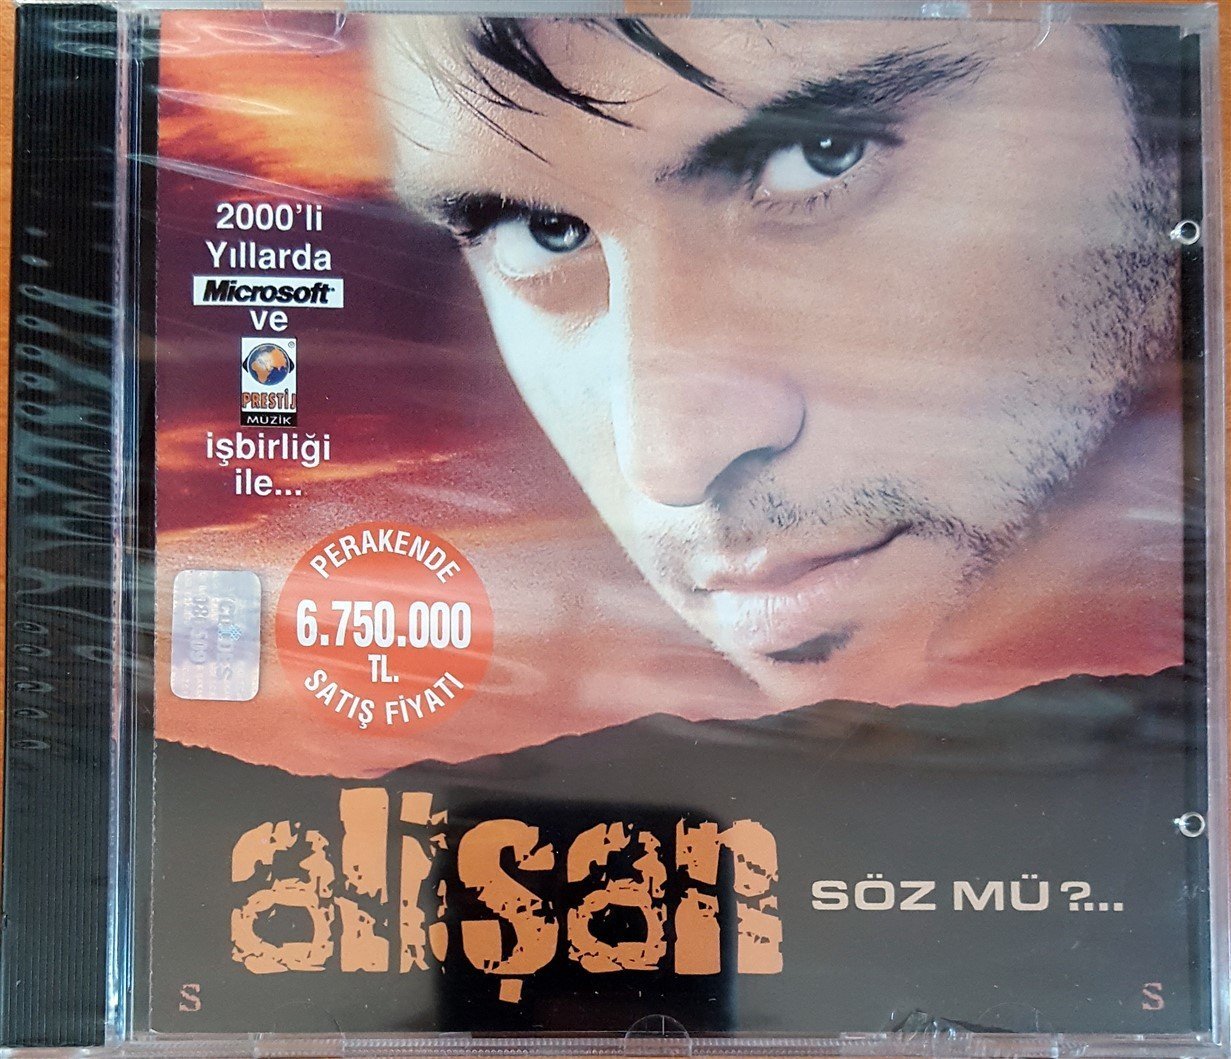 2000'li
Yıllarda
Microsoft
ve
PRESTİJ
MÜZİK
işbirliği
ile...
PERAKENDE
6.750.000
TL.
SATIŞ FİYATI
alişan
SÖZ MÜ?...
S
S